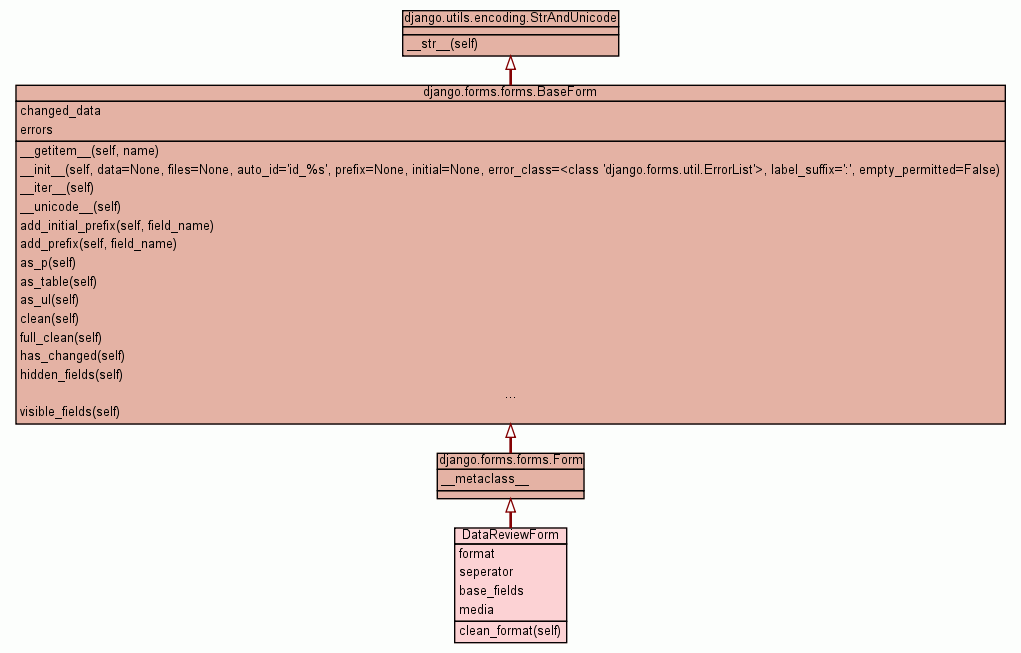 django.utils.encoding.StrAndUnicode
__str__(self)
django.forms.forms.BaseForm
changed_data
errors
__getitem__(self, name)
__init__(self, data=None, files=None, auto_id='id_%s', prefix=None, initial=None, error_class=<class 'django.forms.util.ErrorList'>, label_suffix=':', empty_permitted=False)
__iter__(self)
__unicode__(self)
add_initial_prefix(self, field_name)
add_prefix(self, field_name)
as_p(self)
as_table(self)
as_ul(self)
clean(self)
full_clean(self)
has_changed(self)
hidden_fields(self)
...
visible_fields(self)
django.forms.forms.Form
__metaclass__
DataReviewForm
format
seperator
base_fields
media
clean_format(self)